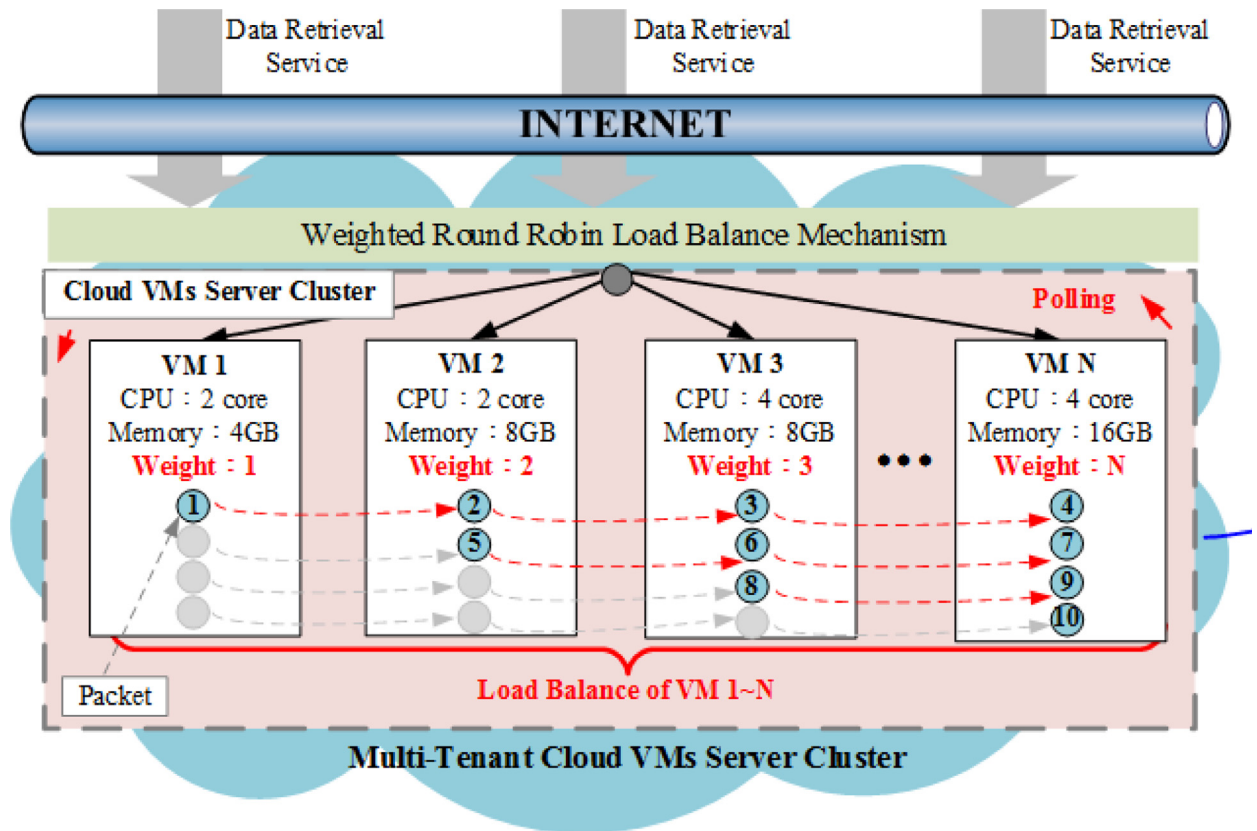 Data Retrieval
Service
Data Retrieval
Service
Data Retrieval
Service
INTERNET
Weighted Round Robin Load Balance Mechanism
Cloud VMs Server Cluster
Polling
VM 1
CPU：2 core
Memory：4GB
Weight：1
1
VM 2
CPU：2 core
Memory：8GB
Weight：2
2
5
VM 3
CPU：4 core
Memory：8GB
Weight：3
3
6
8
•••
VM N
CPU：4 core
Memory：16GB
Weight：N
4
7
9
10
Packet
Load Balance of VM 1~N
Multi-Tenant Cloud VMs Server Cluster